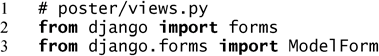 1 # poster/views.py
2 from django import forms
3 from django.forms import ModelForm